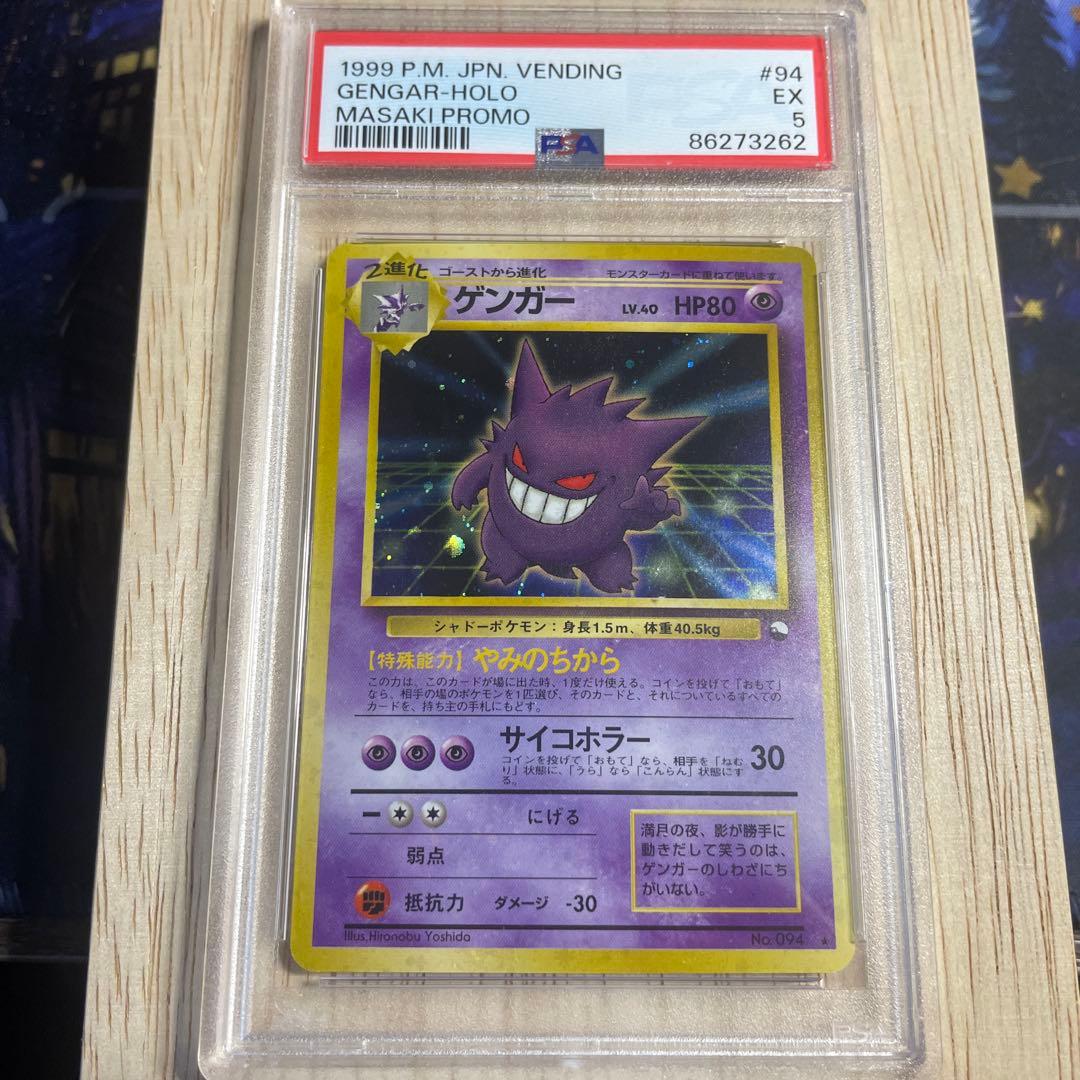 1999 P.M. JPN. VENDING #94
GENGAR-HOLO EX
MASAKI PROMO 5
PSA 86273262
2進化 ゴーストから進化 モンスターカードに重ねて使います。
ゲンガー LV.40 HP80
シャドーポケモン：身長1.5m、体重40.5kg
【特殊能力】やみのちから
この力は、このカードが場に出た時、1度だけ使える。コインを投げて「おもて」
なら、相手の場のポケモンを1匹選び、そのカードと、それについているすべての
カードを、持ち主の手札にもどす。
サイコホラー 30
コインを投げて「おもて」なら、相手を「ねむ
り」状態に、「うら」なら「こんらん」状態にす
る。
にげる
弱点
抵抗力 ダメージ -30
満月の夜、影が勝手に
動きだして笑うのは、
ゲンガーのしわざにち
がいない。
Illus. Hironobu Yoshida No. 094 ★
PSA